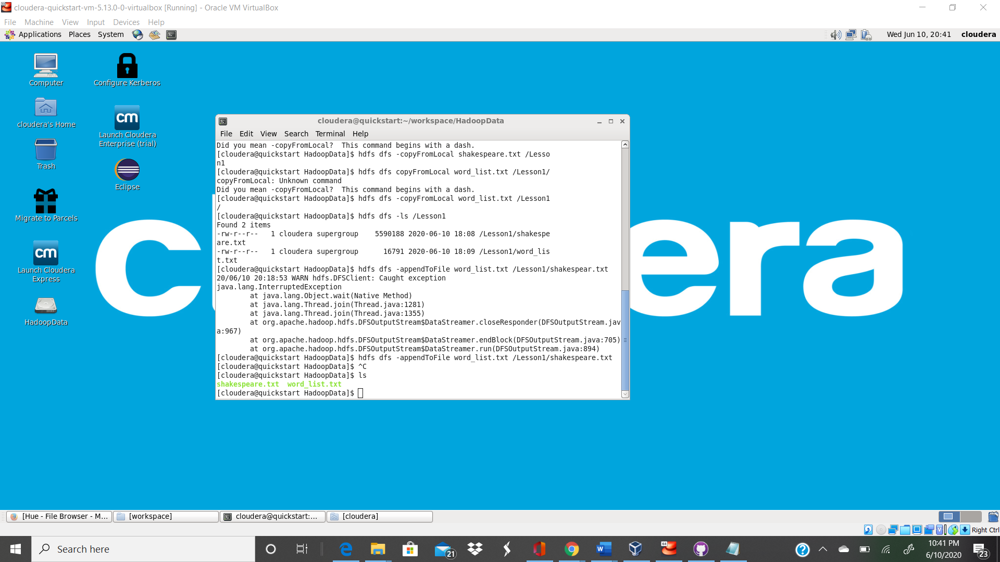 cloudera-quickstart-vm-5.13.0-0-virtualbox [Running] - Oracle VM VirtualBox
File Machine View Input Devices Help
Applications Places System Wed Jun 10, 20:41 cloudera
Computer
Configure Kerberos
cloudera's Home
Launch Cloudera
Enterprise (trial)
Trash
Eclipse
Migrate to Parcels
Launch Cloudera
Express
HadoopData
cm
cm
cloudera@quickstart:~/workspace/HadoopData
File Edit View Search Terminal Help
Did you mean -copyFromLocal?  This command begins with a dash.
[cloudera@quickstart HadoopData]$ hdfs dfs -copyFromLocal shakespeare.txt /Lesso
n1
[cloudera@quickstart HadoopData]$ hdfs dfs copyFromLocal word_list.txt /Lesson1/
copyFromLocal: Unknown command
Did you mean -copyFromLocal?  This command begins with a dash.
[cloudera@quickstart HadoopData]$ hdfs dfs -copyFromLocal word_list.txt /Lesson1
/
[cloudera@quickstart HadoopData]$ hdfs dfs -ls /Lesson1
Found 2 items
-rw-r--r--   1 cloudera supergroup    5590188 2020-06-10 18:08 /Lesson1/shakespe
are.txt
-rw-r--r--   1 cloudera supergroup      16791 2020-06-10 18:09 /Lesson1/word_lis
t.txt
[cloudera@quickstart HadoopData]$ hdfs dfs -appendToFile word_list.txt /Lesson1/shakespear.txt
20/06/10 20:18:53 WARN hdfs.DFSClient: Caught exception
java.lang.InterruptedException
at java.lang.Object.wait(Native Method)
at java.lang.Thread.join(Thread.java:1281)
at java.lang.Thread.join(Thread.java:1355)
at org.apache.hadoop.hdfs.DFSOutputStream$DataStreamer.closeResponder(DFSOutputStream.jav
a:967)
at org.apache.hadoop.hdfs.DFSOutputStream$DataStreamer.endBlock(DFSOutputStream.java:705)
at org.apache.hadoop.hdfs.DFSOutputStream$DataStreamer.run(DFSOutputStream.java:894)
[cloudera@quickstart HadoopData]$ hdfs dfs -appendToFile word_list.txt /Lesson1/shakespeare.txt
[cloudera@quickstart HadoopData]$ ^C
[cloudera@quickstart HadoopData]$ ls
shakespeare.txt  word_list.txt
[cloudera@quickstart HadoopData]$
c era
[Hue - File Browser - M... [workspace] cloudera@quickstart:... [cloudera]
Right Ctrl
Search here
21
64
10:41 PM
6/10/2020
23